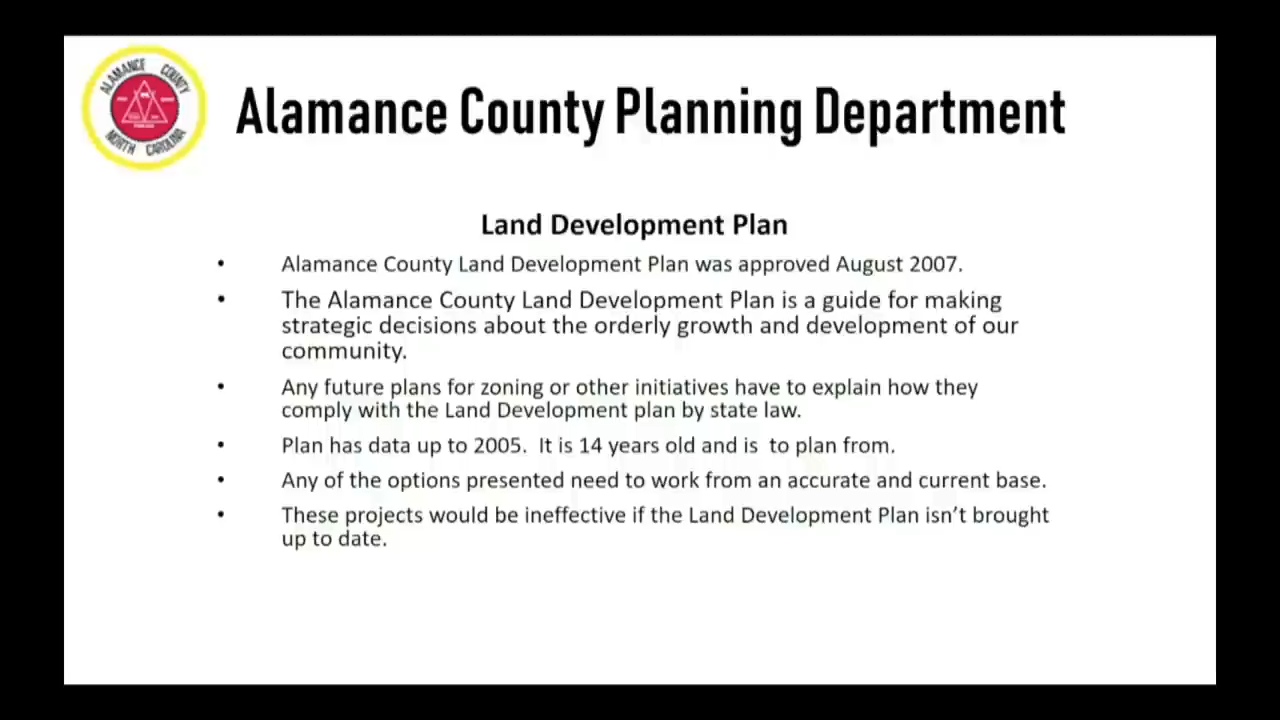 ALAMANCE COUNTY
NORTH CAROLINA
Alamance County Planning Department
Land Development Plan
• Alamance County Land Development Plan was approved August 2007.
• The Alamance County Land Development Plan is a guide for making
strategic decisions about the orderly growth and development of our
community.
• Any future plans for zoning or other initiatives have to explain how they
comply with the Land Development plan by state law.
• Plan has data up to 2005.  It is 14 years old and is  to plan from.
• Any of the options presented need to work from an accurate and current base.
• These projects would be ineffective if the Land Development Plan isn’t brought
up to date.